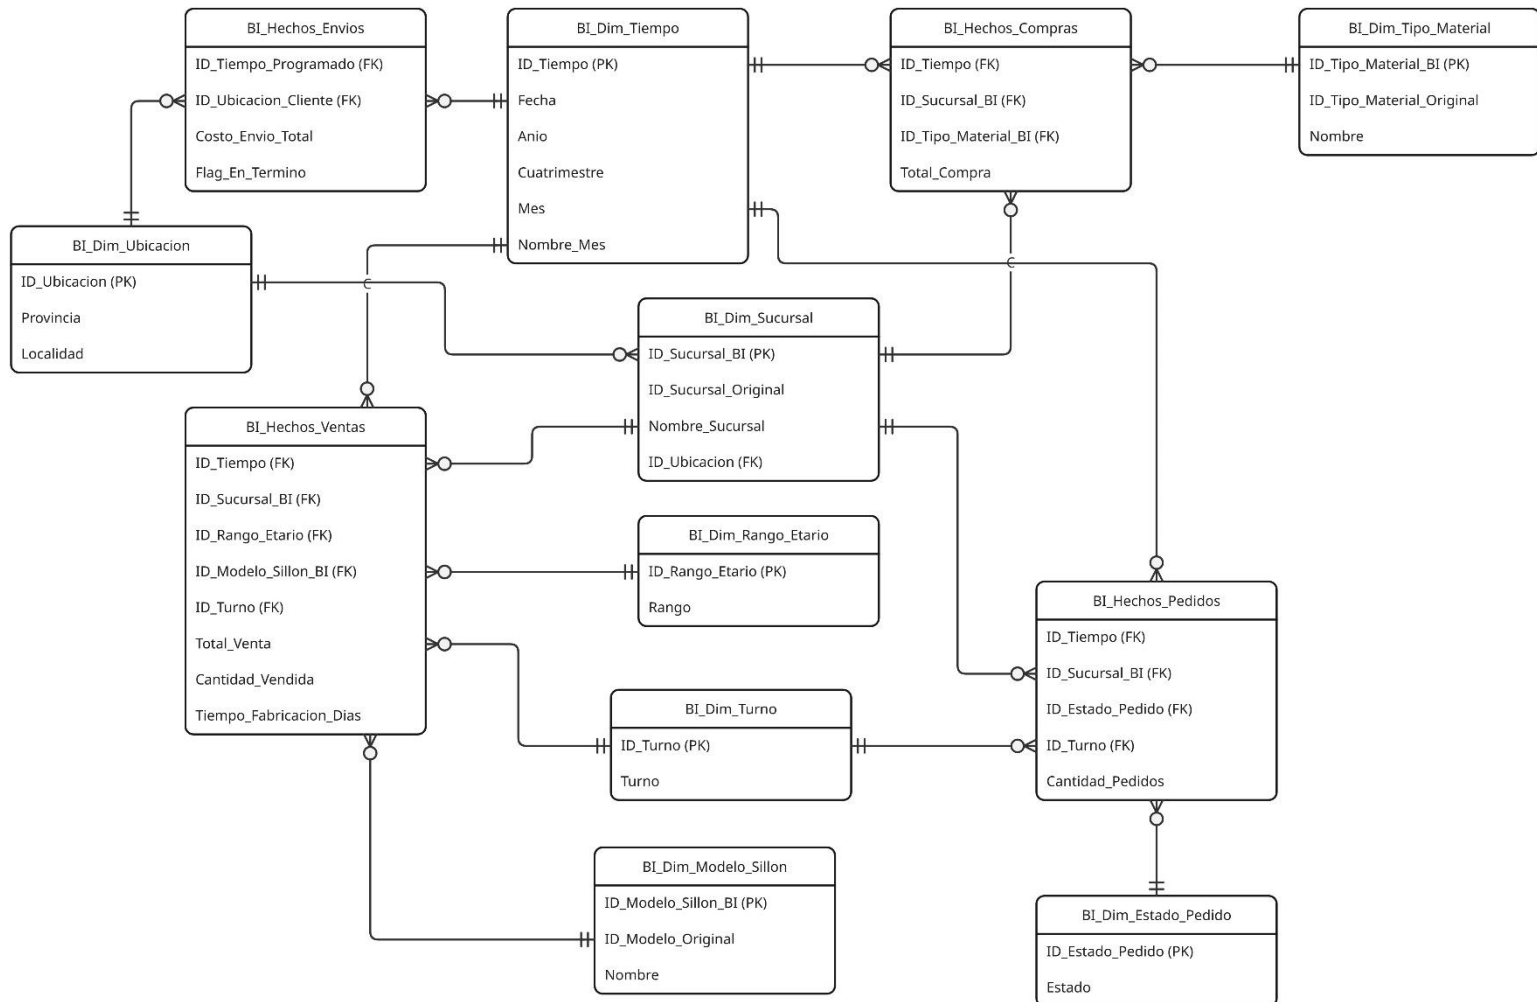 BI_Hechos_Envios
ID_Tiempo_Programado (FK)
ID_Ubicacion_Cliente (FK)
Costo_Envio_Total
Flag_En_Termino
BI_Dim_Tiempo
ID_Tiempo (PK)
Fecha
Anio
Cuatrimestre
Mes
Nombre_Mes
BI_Hechos_Compras
ID_Tiempo (FK)
ID_Sucursal_BI (FK)
ID_Tipo_Material_BI (FK)
Total_Compra
BI_Dim_Tipo_Material
ID_Tipo_Material_BI (PK)
ID_Tipo_Material_Original
Nombre
BI_Dim_Ubicacion
ID_Ubicacion (PK)
Provincia
Localidad
BI_Dim_Sucursal
ID_Sucursal_BI (PK)
ID_Sucursal_Original
Nombre_Sucursal
ID_Ubicacion (FK)
BI_Hechos_Ventas
ID_Tiempo (FK)
ID_Sucursal_BI (FK)
ID_Rango_Etario (FK)
ID_Modelo_Sillon_BI (FK)
ID_Turno (FK)
Total_Venta
Cantidad_Vendida
Tiempo_Fabricacion_Dias
BI_Dim_Rango_Etario
ID_Rango_Etario (PK)
Rango
BI_Hechos_Pedidos
ID_Tiempo (FK)
ID_Sucursal_BI (FK)
ID_Estado_Pedido (FK)
ID_Turno (FK)
Cantidad_Pedidos
BI_Dim_Turno
ID_Turno (PK)
Turno
BI_Dim_Modelo_Sillon
ID_Modelo_Sillon_BI (PK)
ID_Modelo_Original
Nombre
BI_Dim_Estado_Pedido
ID_Estado_Pedido (PK)
Estado